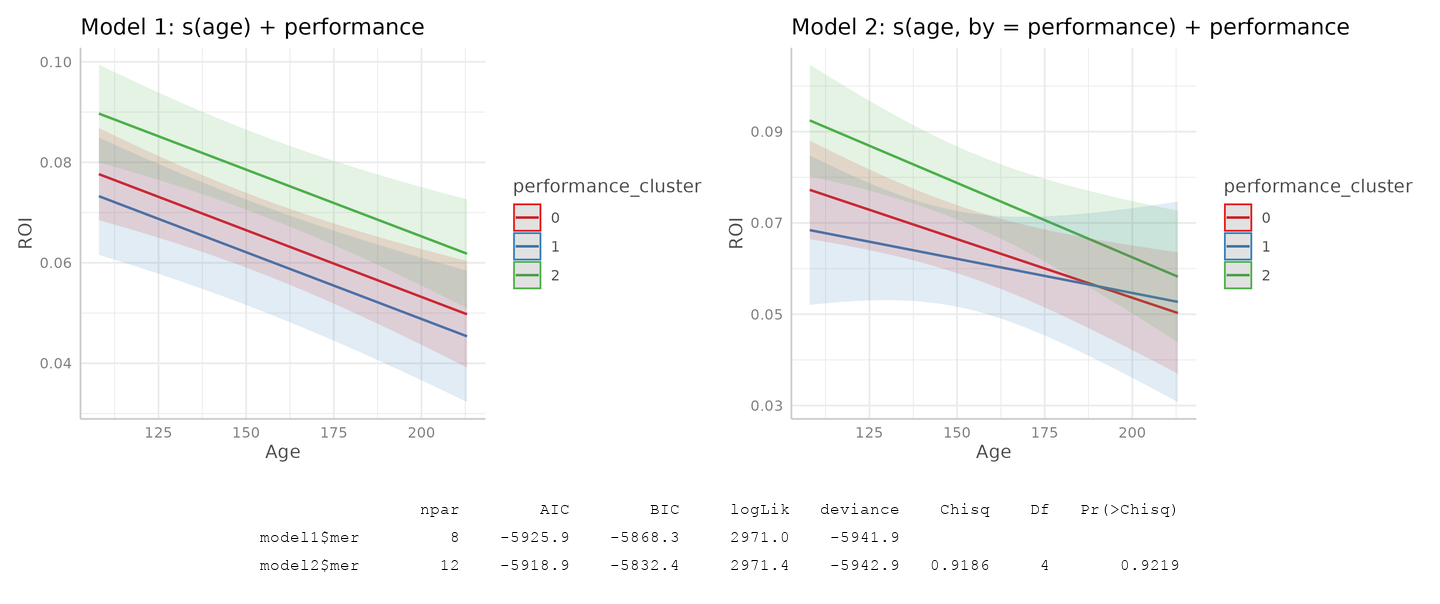 Model 1: s(age) + performance
0.10
0.08
0.06
0.04
ROI
125 150 175 200
Age
performance_cluster
0
1
2
Model 2: s(age, by = performance) + performance
0.09
0.07
0.05
0.03
ROI
125 150 175 200
Age
performance_cluster
0
1
2
npar AIC BIC logLik deviance Chisq Df Pr(>Chisq)
model1$mer 8 -5925.9 -5868.3 2971.0 -5941.9
model2$mer 12 -5918.9 -5832.4 2971.4 -5942.9 0.9186 4 0.9219